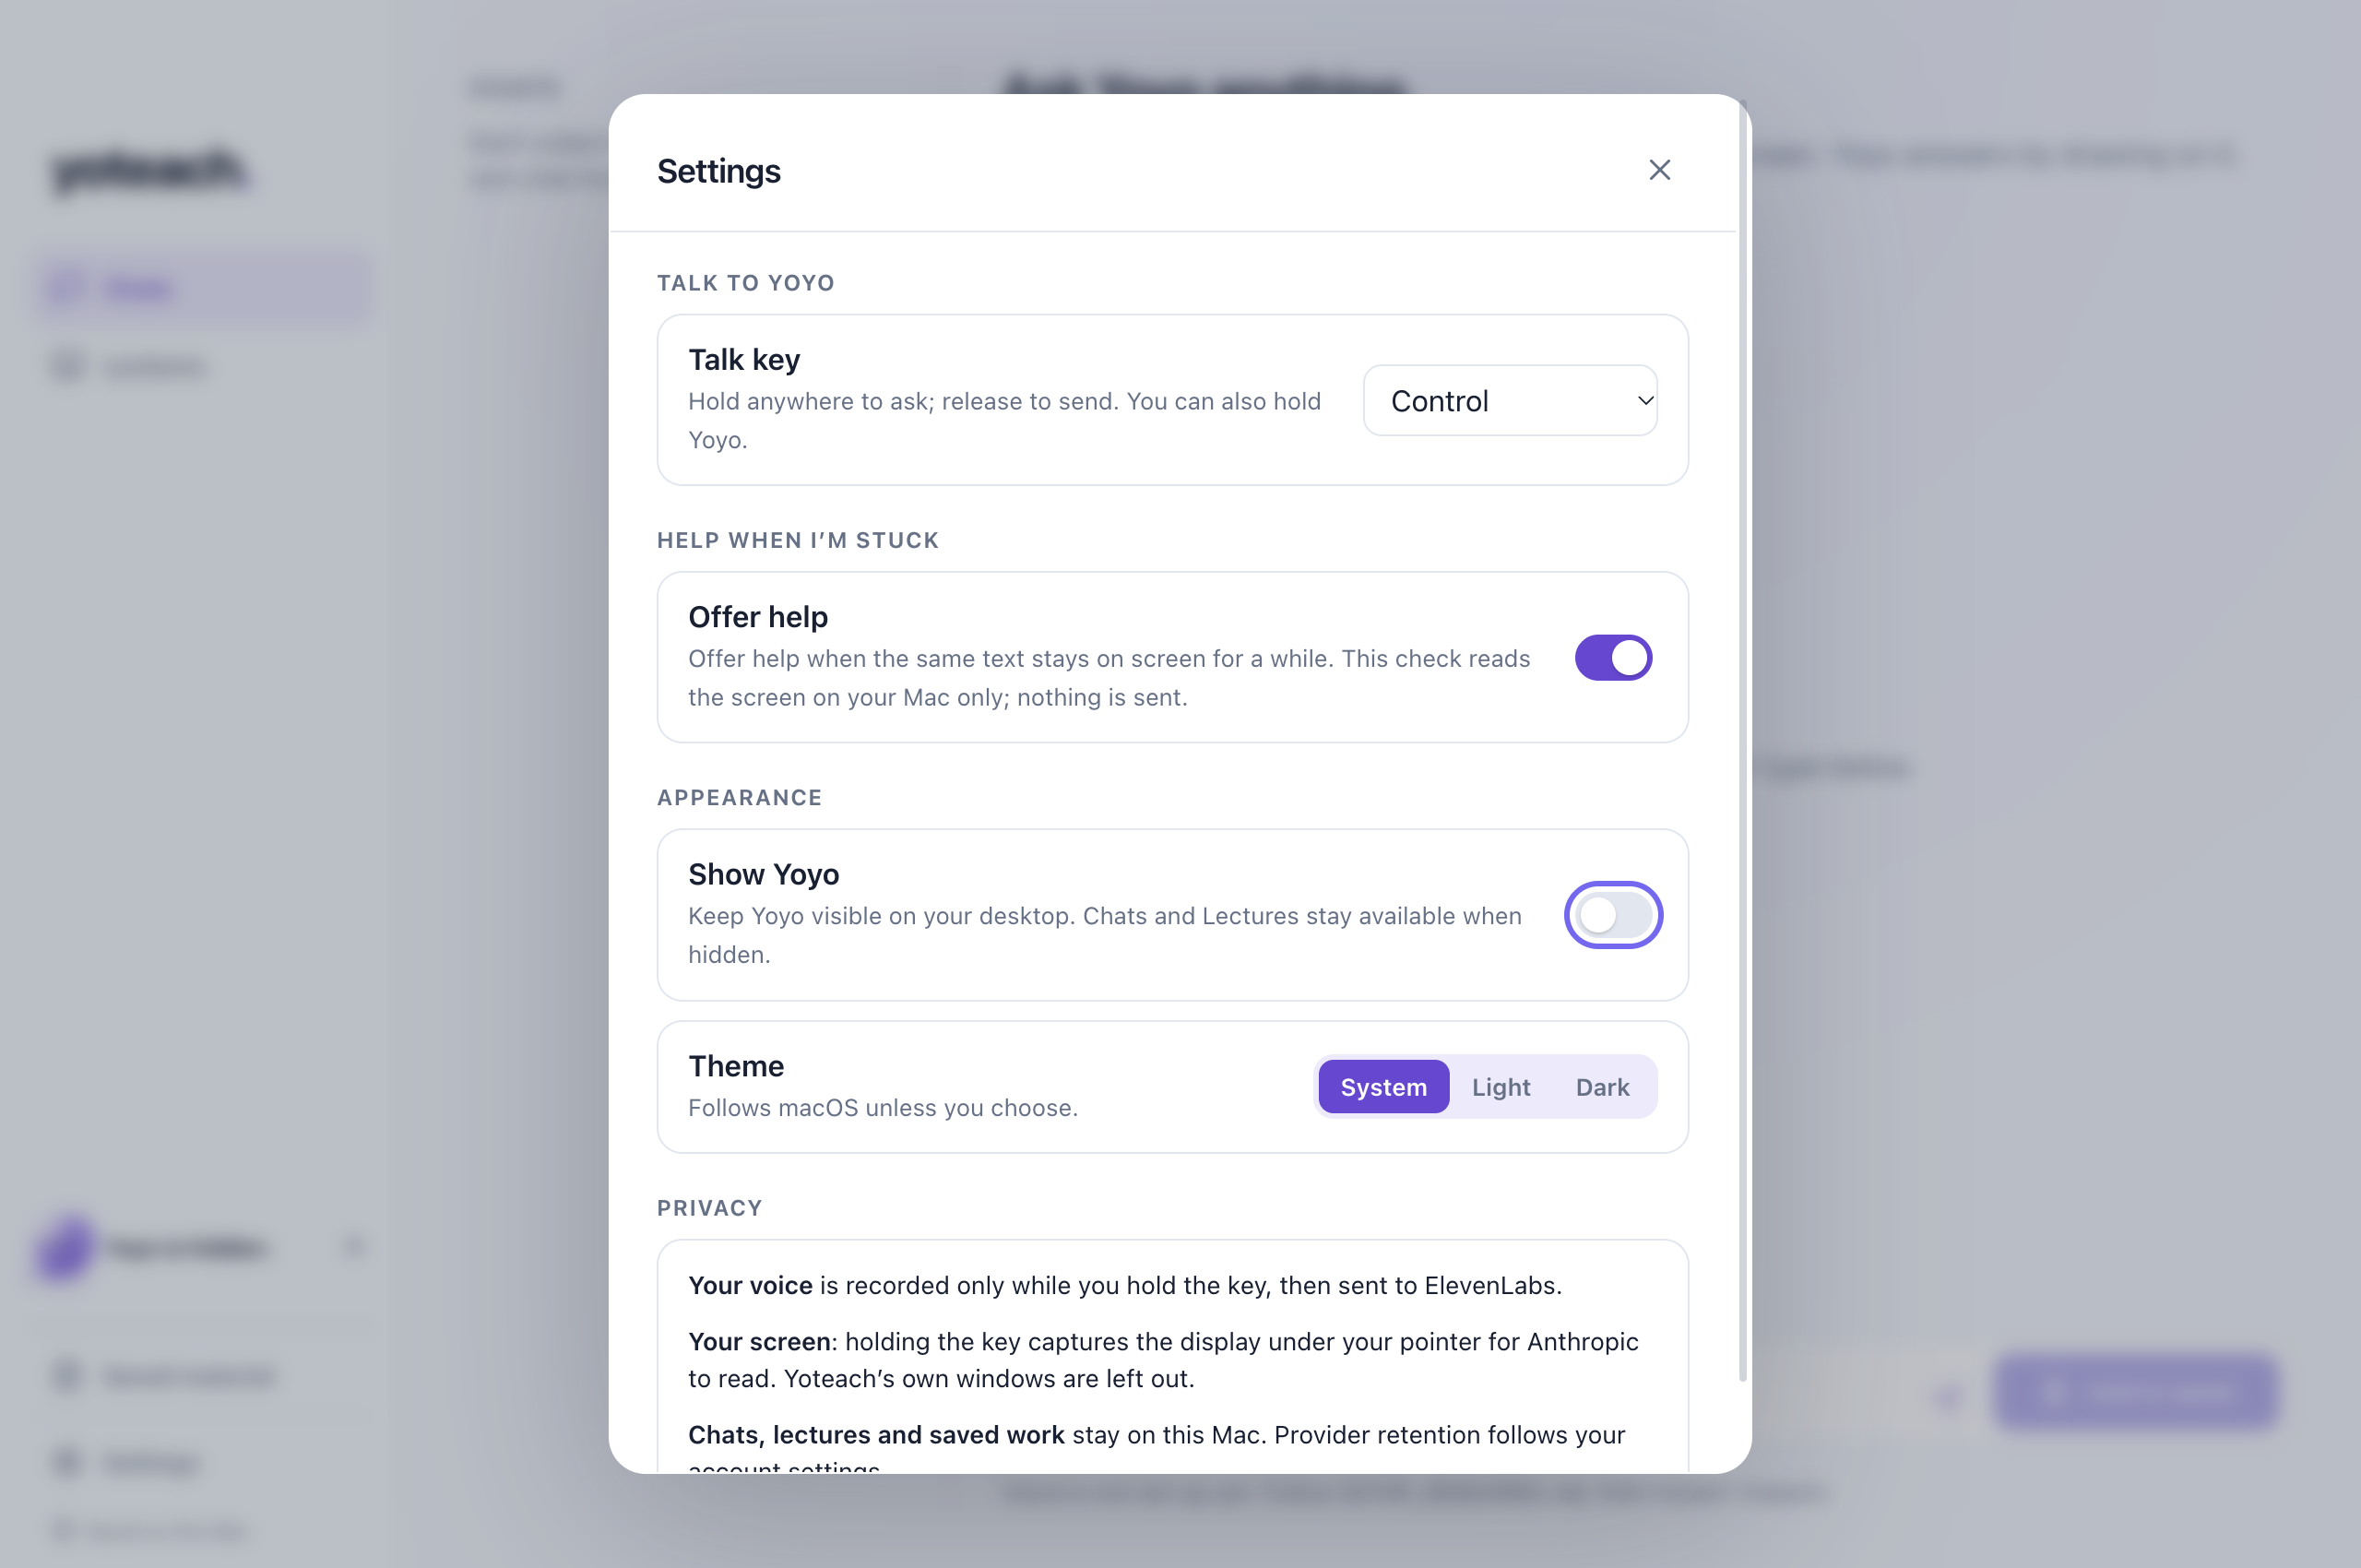 yoteach.
Settings
TALK TO YOYO
Talk key
Hold anywhere to ask; release to send. You can also hold
Yoyo.
Control
HELP WHEN I’M STUCK
Offer help
Offer help when the same text stays on screen for a while. This check reads
the screen on your Mac only; nothing is sent.
APPEARANCE
Show Yoyo
Keep Yoyo visible on your desktop. Chats and Lectures stay available when
hidden.
Theme
Follows macOS unless you choose.
System
Light
Dark
PRIVACY
Your voice is recorded only while you hold the key, then sent to ElevenLabs.
Your screen: holding the key captures the display under your pointer for Anthropic
to read. Yoteach’s own windows are left out.
Chats, lectures and saved work stay on this Mac. Provider retention follows your
account settings.